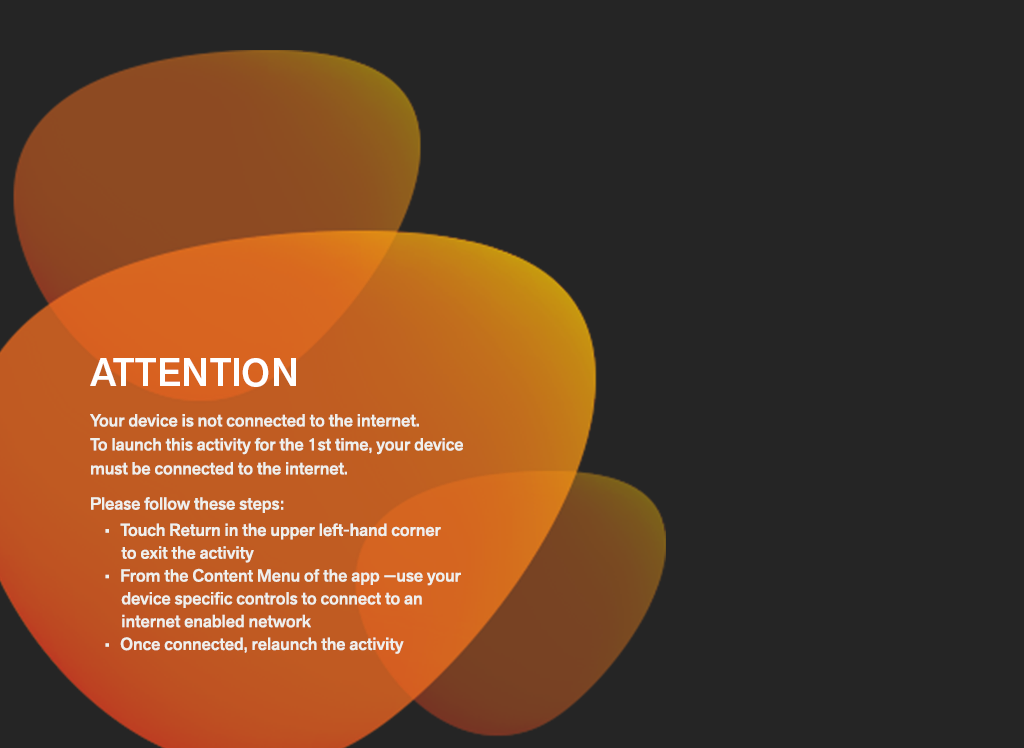 ATTENTION
Your device is not connected to the internet.
To launch this activity for the 1st time, your device
must be connected to the internet.
Please follow these steps:
▪ Touch Return in the upper left-hand corner
to exit the activity
▪ From the Content Menu of the app —use your
device specific controls to connect to an
internet enabled network
▪ Once connected, relaunch the activity